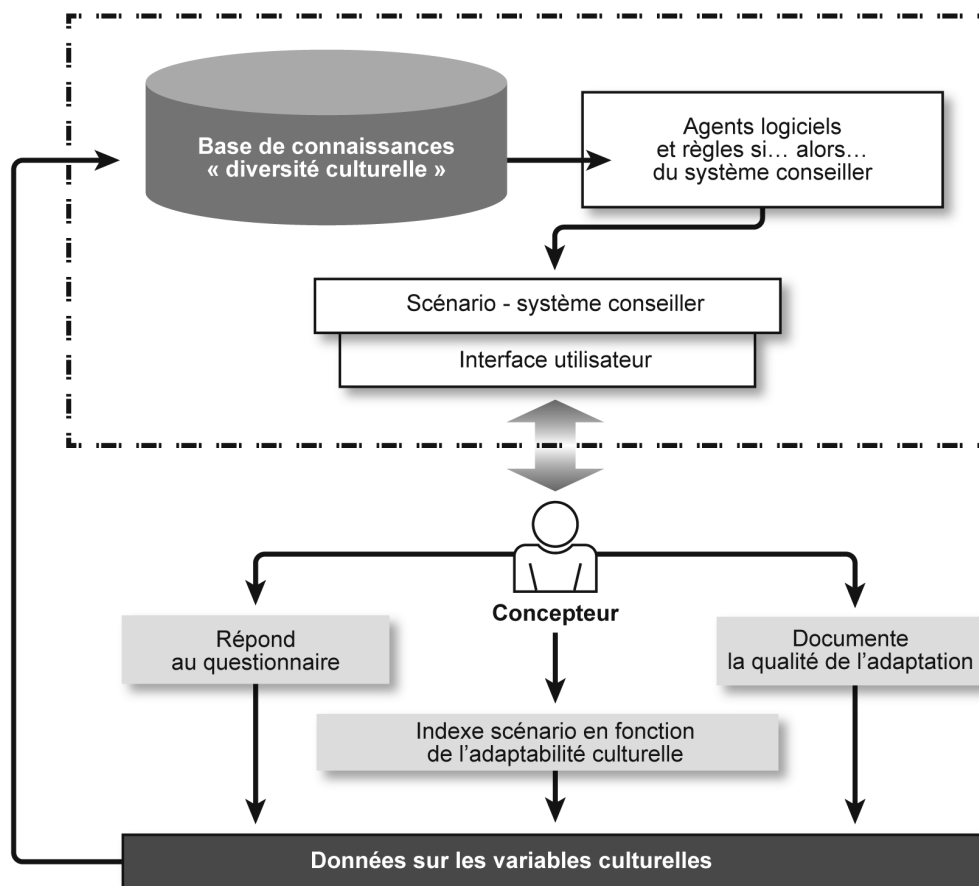 Base de connaissances
« diversité culturelle »
Agents logiciels
et règles si… alors…
du système conseiller
Scénario - système conseiller
Interface utilisateur
Concepteur
Répond
au questionnaire
Documente
la qualité de l’adaptation
Indexe scénario en fonction
de l’adaptabilité culturelle
Données sur les variables culturelles